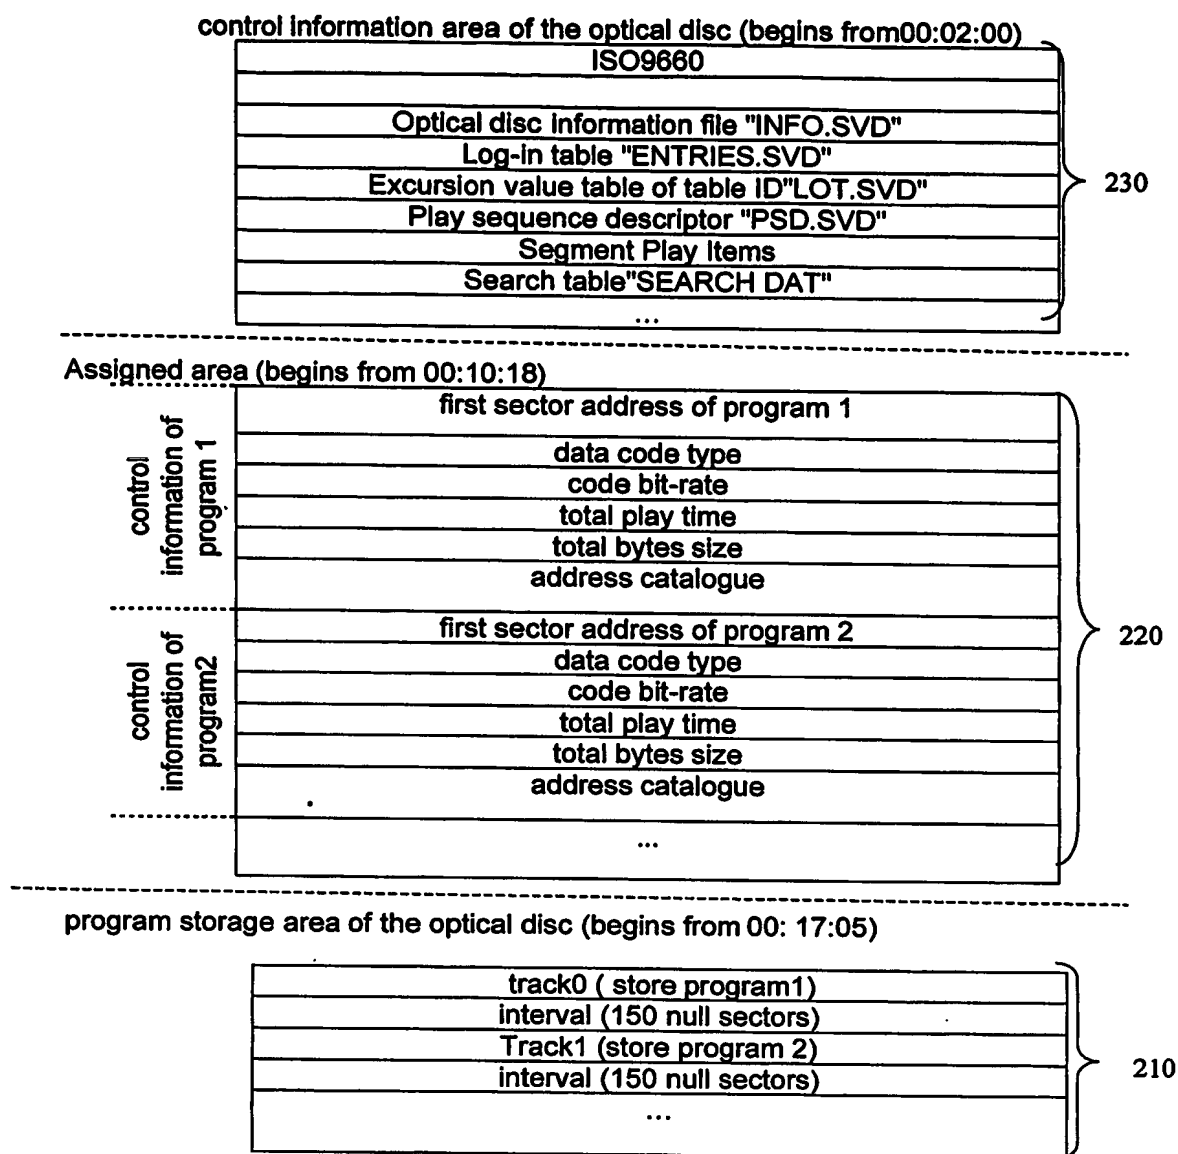 control information area of the optical disc (begins from00:02:00)
ISO9660
Optical disc information file "INFO.SVD"
Log-in table "ENTRIES.SVD"
Excursion value table of table ID"LOT.SVD"
Play sequence descriptor "PSD.SVD"
Segment Play Items
Search table"SEARCH DAT"
...
230
Assigned area (begins from 00:10:18)
control
information of
program 1
first sector address of program 1
data code type
code bit-rate
total play time
total bytes size
address catalogue
control
information of
program2
first sector address of program 2
data code type
code bit-rate
total play time
total bytes size
address catalogue
...
220
program storage area of the optical disc (begins from 00: 17:05)
track0 ( store program1)
interval (150 null sectors)
Track1 (store program 2)
interval (150 null sectors)
...
210